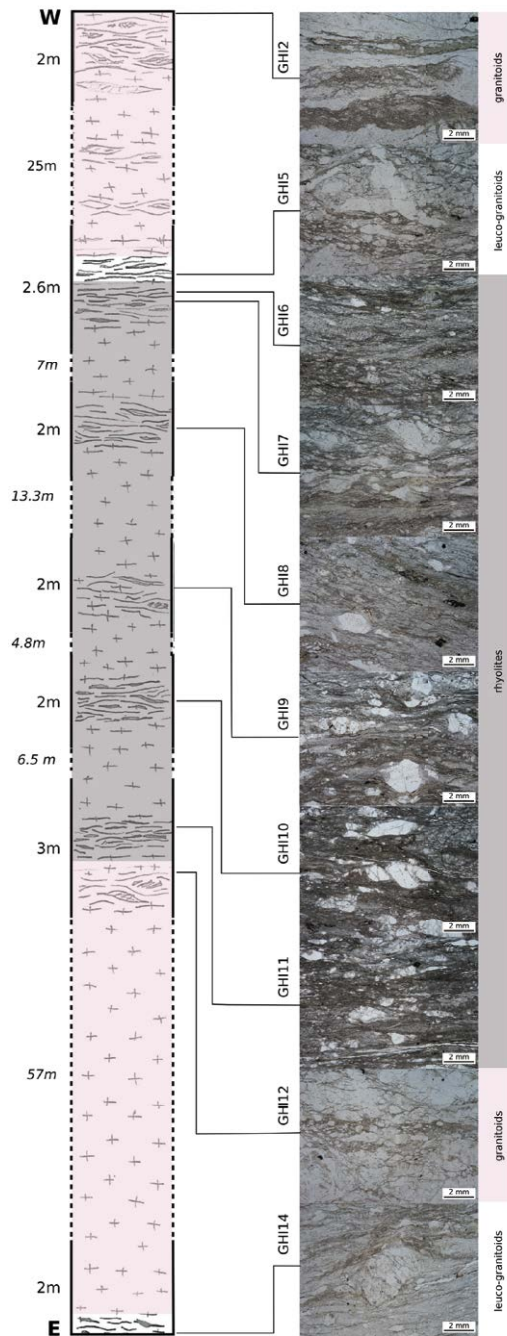 W
2m
25m
2.6m
7m
2m
13.3m
2m
4.8m
2m
6.5 m
3m
57m
2m
E
GHI2
GHI5
GHI6
GHI7
GHI8
GHI9
GHI10
GHI11
GHI12
GHI14
2 mm
2 mm
2 mm
2 mm
2 mm
2 mm
2 mm
2 mm
2 mm
2 mm
granitoids
leuco-granitoids
rhyolites
granitoids
leuco-granitoids